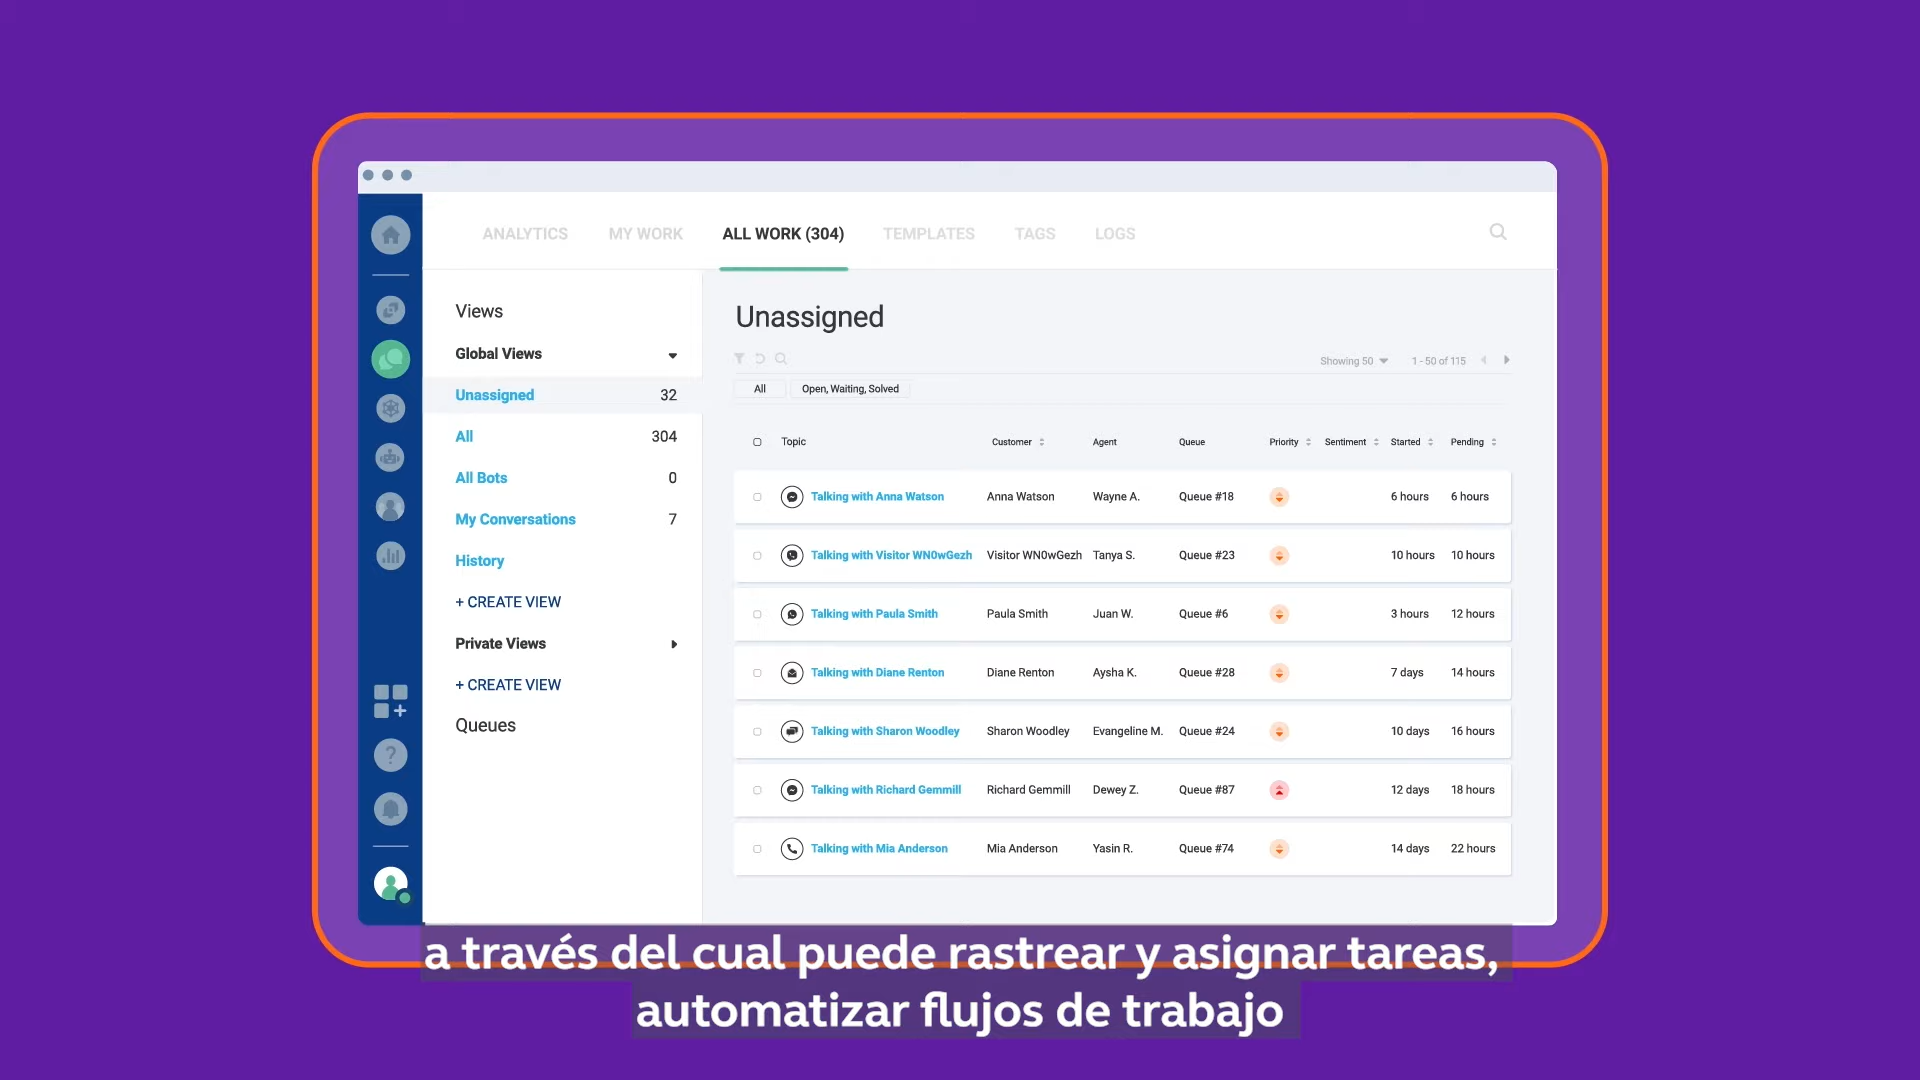 ANALYTICS MY WORK ALL WORK (304) TEMPLATES TAGS LOGS
Views
Global Views
Unassigned 32
All 304
All Bots 0
My Conversations 7
History
+ CREATE VIEW
Private Views
+ CREATE VIEW
Queues
Unassigned
Showing 50 1 - 50 of 115
All Open, Waiting, Solved
Topic Customer Agent Queue Priority Sentiment Started Pending
Talking with Anna Watson Anna Watson Wayne A. Queue #18 6 hours 6 hours
Talking with Visitor WN0wGezh Visitor WN0wGezh Tanya S. Queue #23 10 hours 10 hours
Talking with Paula Smith Paula Smith Juan W. Queue #6 3 hours 12 hours
Talking with Diane Renton Diane Renton Aysha K. Queue #28 7 days 14 hours
Talking with Sharon Woodley Sharon Woodley Evangeline M. Queue #24 10 days 16 hours
Talking with Richard Gemmill Richard Gemmill Dewey Z. Queue #87 12 days 18 hours
Talking with Mia Anderson Mia Anderson Yasin R. Queue #74 14 days 22 hours
a través del cual puede rastrear y asignar tareas,
automatizar flujos de trabajo